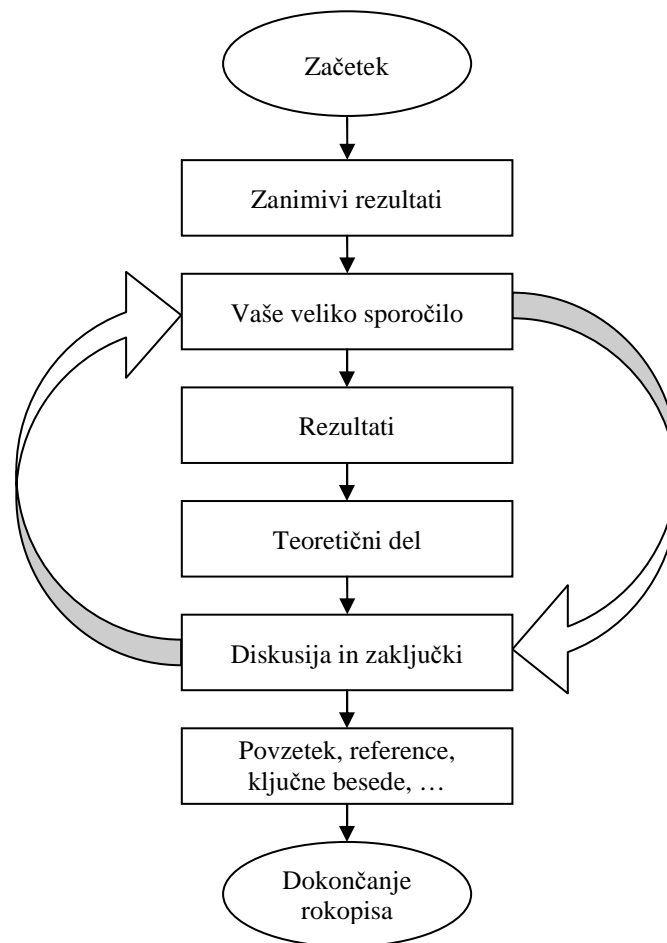 Začetek
Zanimivi rezultati
Vaše veliko sporočilo
Rezultati
Teoretični del
Diskusija in zaključki
Povzetek, reference,
ključne besede, …
Dokončanje
rokopisa